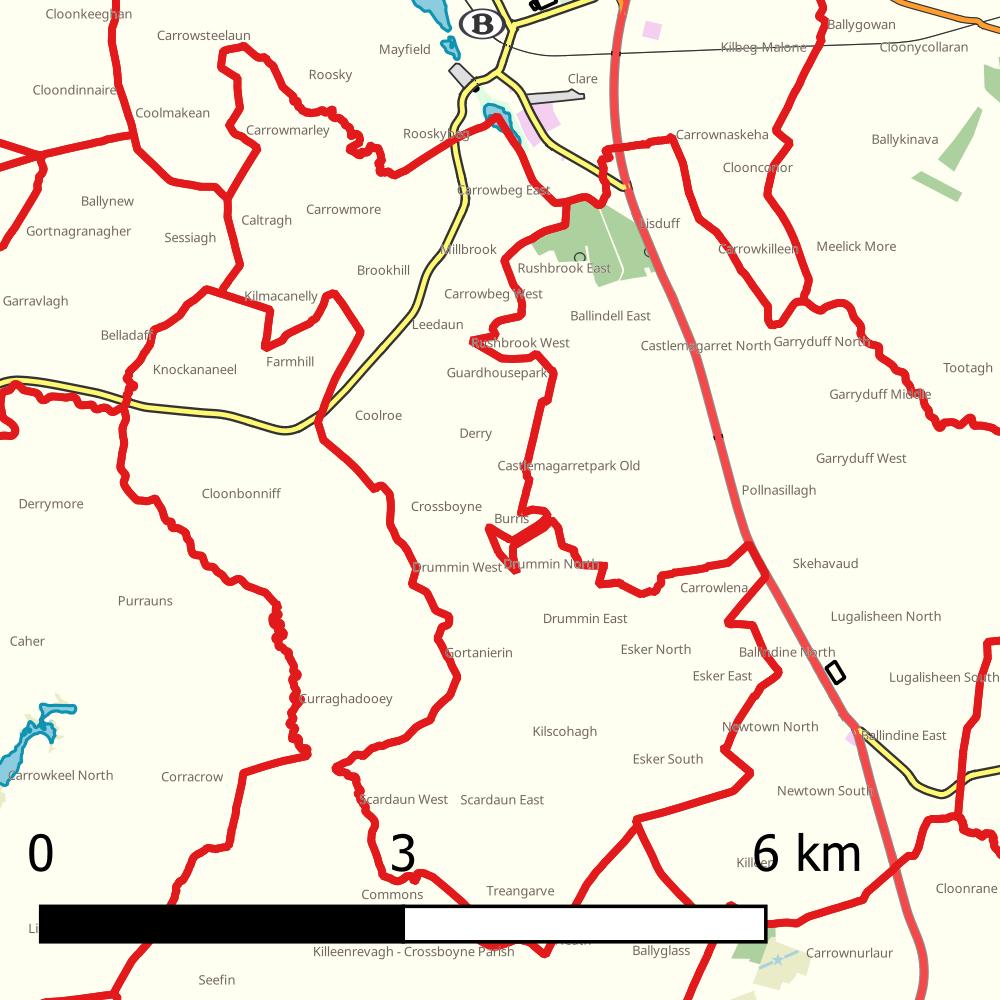 Cloonkeeghan
Carrowsteelaun
Mayfield
B
Ballygowan
Kilbeg-Malone
Cloonycollaran
Roosky
Clare
Cloondinnaire
Coolmakean
Carrowmarley
Rooskybeg
Carrownaskeha
Ballykinava
Cloonconor
Carrowbeg East
Ballynew
Carrowmore
Caltragh
Lisduff
Gortnagranagher
Sessiagh
Millbrook
Carrowkilleen
Meelick More
Brookhill
Rushbrook East
Garravlagh
Kilmacanelly
Carrowbeg West
Ballindell East
Belladaff
Leedaun
Rushbrook West
Castlemagarret North
Garryduff North
Knockananeel
Farmhill
Guardhousepark
Tootagh
Garryduff Middle
Coolroe
Derry
Castlemagarretpark Old
Garryduff West
Cloonbonniff
Pollnasillagh
Derrymore
Crossboyne
Burris
Drummin West
Drummin North
Skehavaud
Carrowlena
Purrauns
Drummin East
Lugalisheen North
Caher
Esker North
Ballindine North
Gortanierin
Esker East
Lugalisheen South
Curraghadooey
Kilscohagh
Newtown North
Ballindine East
Esker South
Carrowkeel North
Corracrow
Newtown South
Scardaun West
Scardaun East
0 3 6 km
Killeen
Commons
Treangarve
Cloonrane
Killeenrevagh - Crossboyne Parish
Ballyglass
Carrownurlaur
Seefin